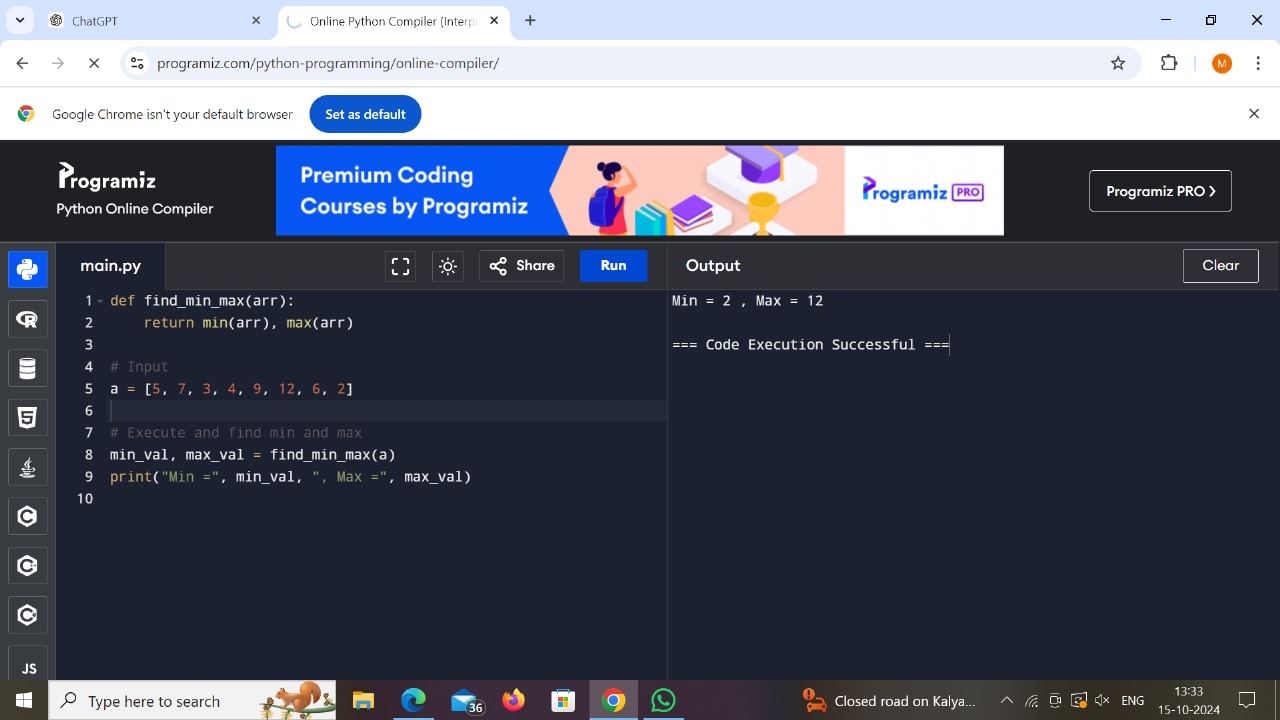 ChatGPT
Online Python Compiler (Interp
programiz.com/python-programming/online-compiler/
M
Google Chrome isn't your default browser
Set as default
Programiz
Python Online Compiler
Premium Coding
Courses by Programiz
Programiz PRO
Programiz PRO
main.py
Share
Run
Output
Clear
1 def find_min_max(arr):
2 return min(arr), max(arr)
3
4 # Input
5 a = [5, 7, 3, 4, 9, 12, 6, 2]
6
7 # Execute and find min and max
8 min_val, max_val = find_min_max(a)
9 print("Min =", min_val, ", Max =", max_val)
10
Min = 2 , Max = 12
=== Code Execution Successful ===
R
5
C
C
C
JS
Type here to search
36
Closed road on Kalya...
ENG
13:33
15-10-2024